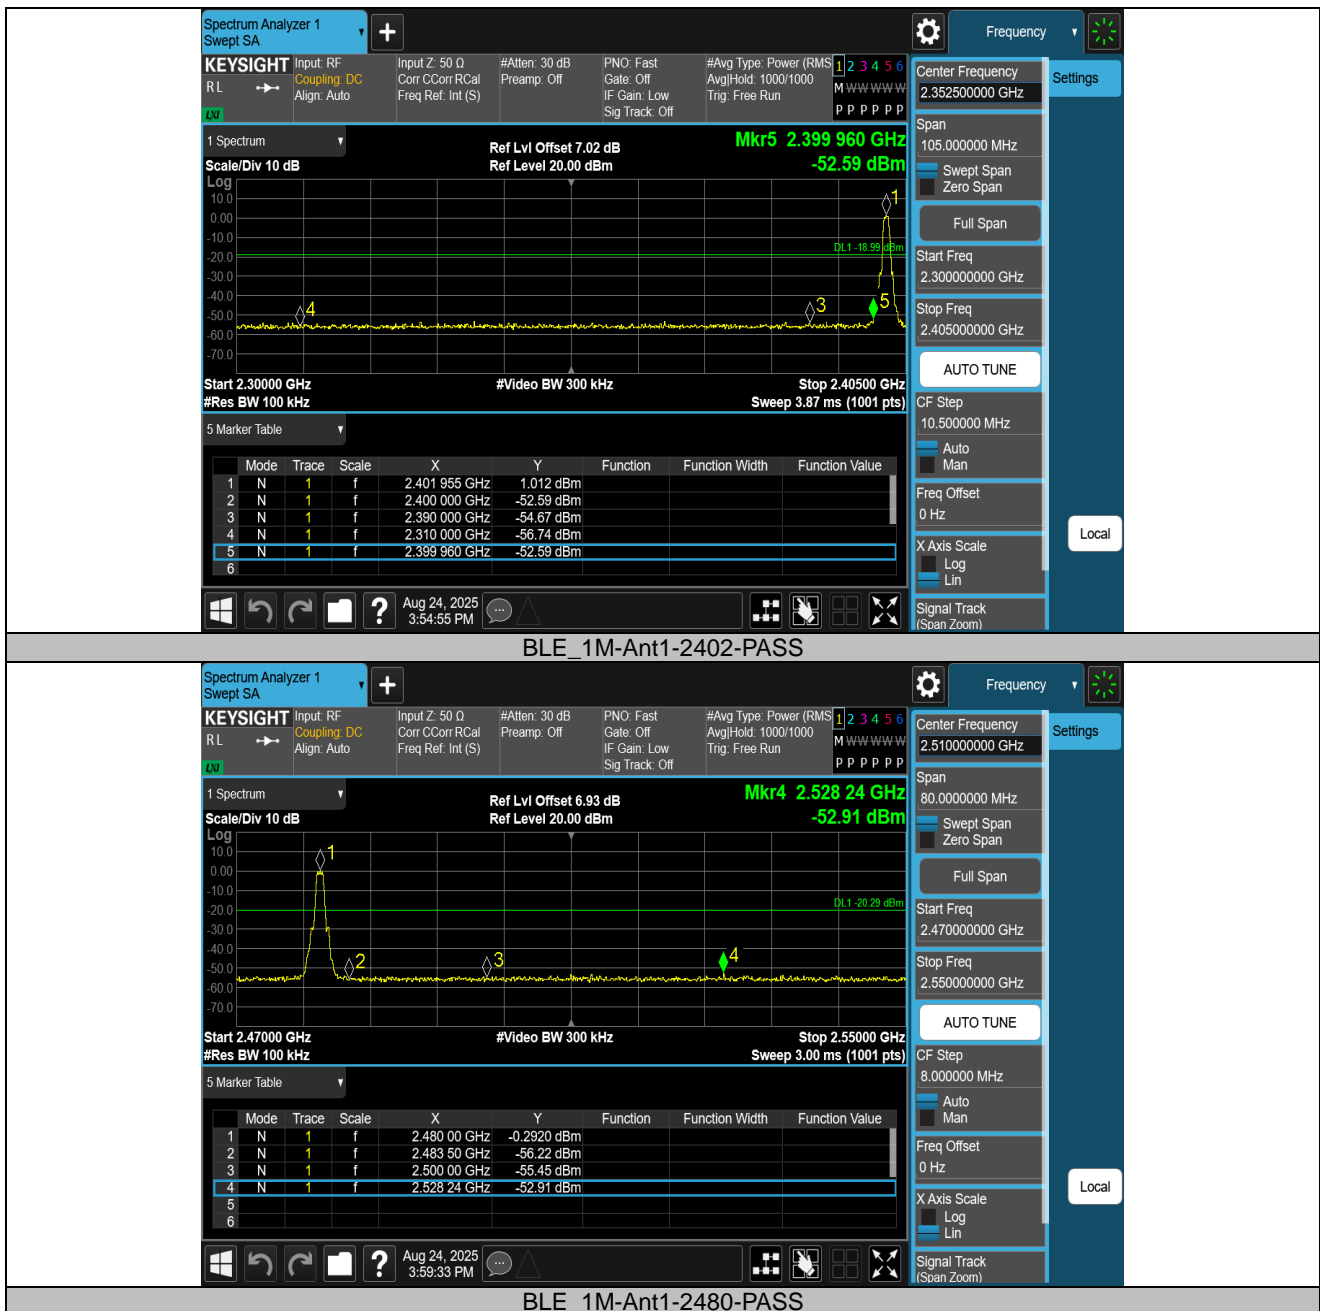 Spectrum Analyzer 1
Swept SA
Frequency
KEYSIGHT
R L
LXI
Input: RF
Coupling: DC
Align: Auto
Input Z: 50 Ω
Corr CCorr RCal
Freq Ref: Int (S)
#Atten: 30 dB
Preamp: Off
PNO: Fast
Gate: Off
IF Gain: Low
Sig Track: Off
#Avg Type: Power (RMS
Avg|Hold: 1000/1000
Trig: Free Run
1 2 3 4 5 6
M W W W W W
P P P P P P
1 Spectrum
Scale/Div 10 dB
Ref Lvl Offset 7.02 dB
Ref Level 20.00 dBm
Mkr5 2.399 960 GHz
-52.59 dBm
Log
10.0
0.00
-10.0
-20.0
-30.0
-40.0
-50.0
-60.0
-70.0
DL1 -18.99 dBm
1
4
3
5
Start 2.30000 GHz
#Video BW 300 kHz
Stop 2.40500 GHz
#Res BW 100 kHz
Sweep 3.87 ms (1001 pts)
5 Marker Table
Mode Trace Scale X Y Function Function Width Function Value
1 N 1 f 2.401 955 GHz 1.012 dBm
2 N 1 f 2.400 000 GHz -52.59 dBm
3 N 1 f 2.390 000 GHz -54.67 dBm
4 N 1 f 2.310 000 GHz -56.74 dBm
5 N 1 f 2.399 960 GHz -52.59 dBm
6
Aug 24, 2025
3:54:55 PM
Center Frequency
2.352500000 GHz
Settings
Span
105.000000 MHz
Swept Span
Zero Span
Full Span
Start Freq
2.300000000 GHz
Stop Freq
2.405000000 GHz
AUTO TUNE
CF Step
10.500000 MHz
Auto
Man
Freq Offset
0 Hz
Local
X Axis Scale
Log
Lin
Signal Track
(Span Zoom)
BLE_1M-Ant1-2402-PASS
Spectrum Analyzer 1
Swept SA
Frequency
KEYSIGHT
R L
LXI
Input: RF
Coupling: DC
Align: Auto
Input Z: 50 Ω
Corr CCorr RCal
Freq Ref: Int (S)
#Atten: 30 dB
Preamp: Off
PNO: Fast
Gate: Off
IF Gain: Low
Sig Track: Off
#Avg Type: Power (RMS
Avg|Hold: 1000/1000
Trig: Free Run
1 2 3 4 5 6
M W W W W W
P P P P P P
1 Spectrum
Scale/Div 10 dB
Ref Lvl Offset 6.93 dB
Ref Level 20.00 dBm
Mkr4 2.528 24 GHz
-52.91 dBm
Log
10.0
0.00
-10.0
-20.0
-30.0
-40.0
-50.0
-60.0
-70.0
DL1 -20.29 dBm
1
2
3
4
Start 2.47000 GHz
#Video BW 300 kHz
Stop 2.55000 GHz
#Res BW 100 kHz
Sweep 3.00 ms (1001 pts)
5 Marker Table
Mode Trace Scale X Y Function Function Width Function Value
1 N 1 f 2.480 00 GHz -0.2920 dBm
2 N 1 f 2.483 50 GHz -56.22 dBm
3 N 1 f 2.500 00 GHz -55.45 dBm
4 N 1 f 2.528 24 GHz -52.91 dBm
5
6
Aug 24, 2025
3:59:33 PM
Center Frequency
2.510000000 GHz
Settings
Span
80.0000000 MHz
Swept Span
Zero Span
Full Span
Start Freq
2.470000000 GHz
Stop Freq
2.550000000 GHz
AUTO TUNE
CF Step
8.000000 MHz
Auto
Man
Freq Offset
0 Hz
Local
X Axis Scale
Log
Lin
Signal Track
(Span Zoom)
BLE_1M-Ant1-2480-PASS